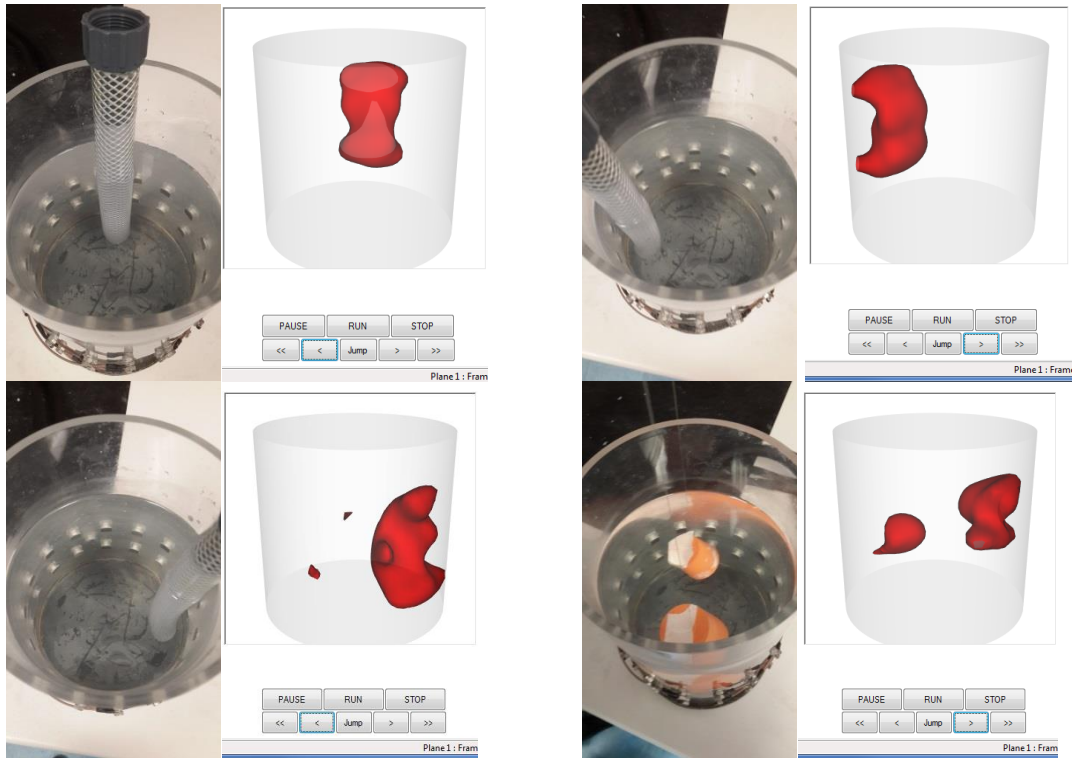 PAUSE RUN STOP
<< < Jump > >>
Plane 1 : Fram
PAUSE RUN STOP
<< < Jump > >>
Plane 1 : Frame
PAUSE RUN STOP
<< < Jump > >>
Plane 1 : Fram
PAUSE RUN STOP
<< < Jump > >>
Plane 1 : Fram